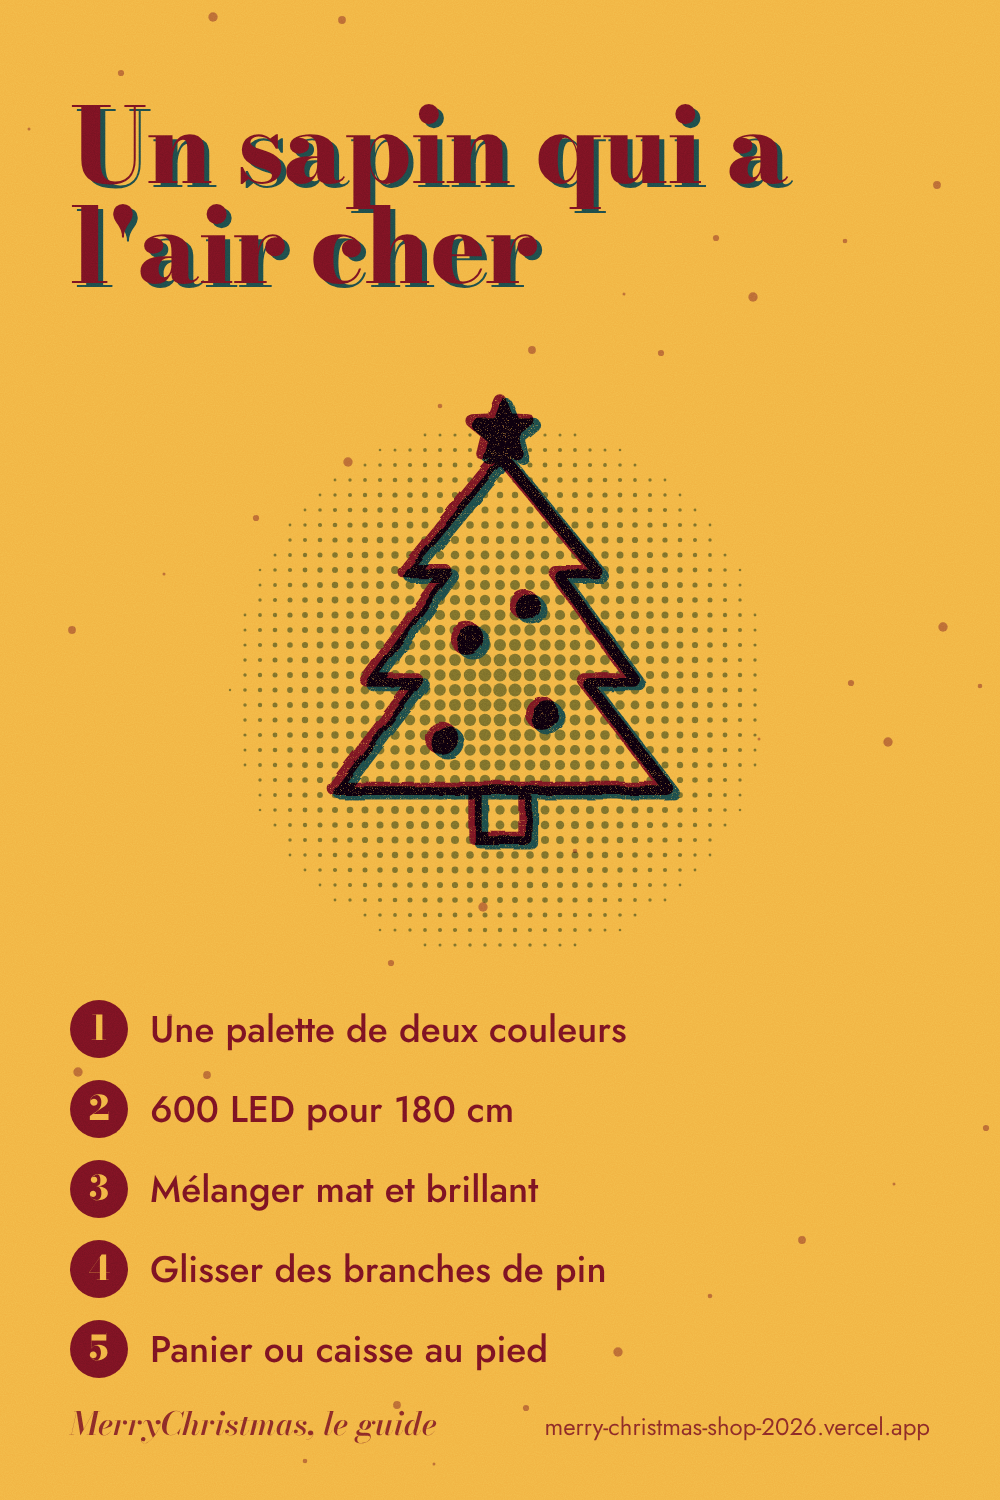 Un sapin qui a
l'air cher
1 Une palette de deux couleurs
2 600 LED pour 180 cm
3 Mélanger mat et brillant
4 Glisser des branches de pin
5 Panier ou caisse au pied
MerryChristmas, le guide
merry-christmas-shop-2026.vercel.app